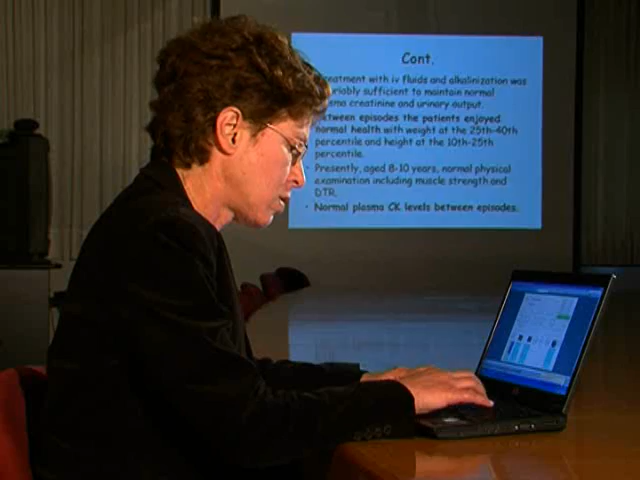 Cont.
reatment with iv fluids and alkalinization was
ariably sufficient to maintain normal
sma creatinine and urinary output.
Between episodes the patients enjoyed
normal health with weight at the 25th-40th
percentile and height at the 10th-25th
percentile.
• Presently, aged 8-10 years, normal physical
examination including muscle strength and
DTR.
• Normal plasma CK levels between episodes.